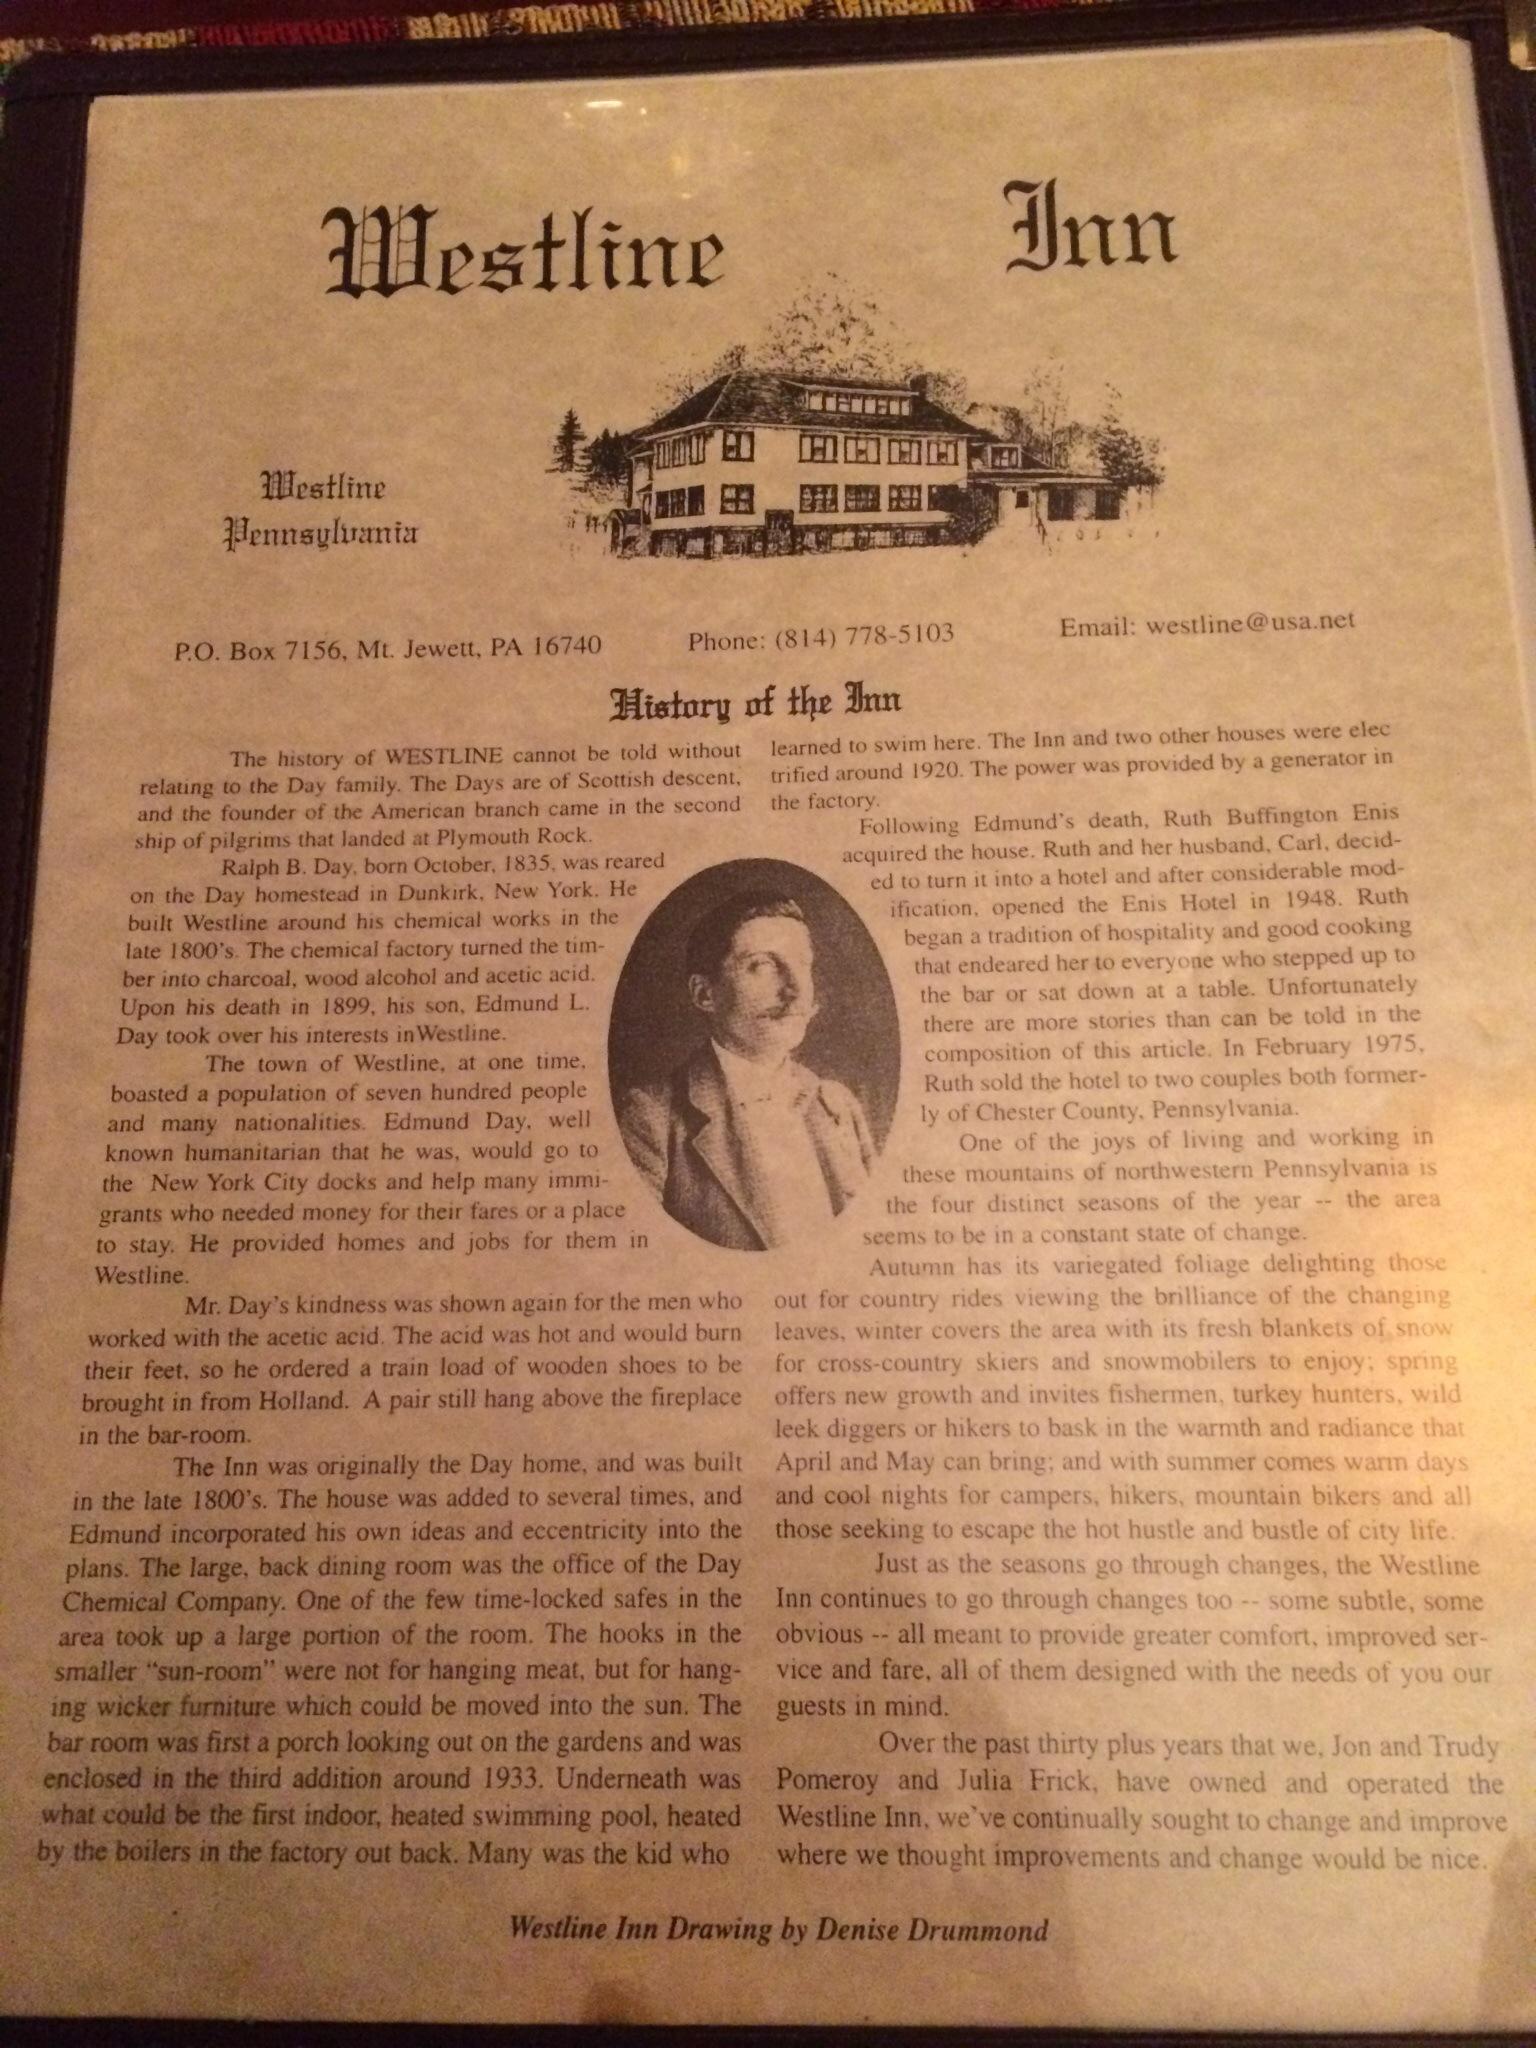 Westline Inn
Westline
Pennsylvania
P.O. Box 7156, Mt. Jewett, PA 16740
Phone: (814) 778-5103
Email: westline@usa.net
History of the Inn
The history of WESTLINE cannot be told without
relating to the Day family. The Days are of Scottish descent,
and the founder of the American branch came in the second
ship of pilgrims that landed at Plymouth Rock.
Ralph B. Day, born October, 1835, was reared
on the Day homestead in Dunkirk, New York. He
built Westline around his chemical works in the
late 1800's. The chemical factory turned the tim-
ber into charcoal, wood alcohol and acetic acid.
Upon his death in 1899, his son, Edmund L.
Day took over his interests inWestline.
The town of Westline, at one time,
boasted a population of seven hundred people
and many nationalities. Edmund Day, well
known humanitarian that he was, would go to
the New York City docks and help many immi-
grants who needed money for their fares or a place
to stay. He provided homes and jobs for them in
Westline.
Mr. Day's kindness was shown again for the men who
worked with the acetic acid. The acid was hot and would burn
their feet, so he ordered a train load of wooden shoes to be
brought in from Holland. A pair still hang above the fireplace
in the bar-room.
The Inn was originally the Day home, and was built
in the late 1800's. The house was added to several times, and
Edmund incorporated his own ideas and eccentricity into the
plans. The large, back dining room was the office of the Day
Chemical Company. One of the few time-locked safes in the
area took up a large portion of the room. The hooks in the
smaller "sun-room" were not for hanging meat, but for hang-
ing wicker furniture which could be moved into the sun. The
bar room was first a porch looking out on the gardens and was
enclosed in the third addition around 1933. Underneath was
what could be the first indoor, heated swimming pool, heated
by the boilers in the factory out back. Many was the kid who
learned to swim here. The Inn and two other houses were elec
trified around 1920. The power was provided by a generator in
the factory.
Following Edmund's death, Ruth Buffington Enis
acquired the house. Ruth and her husband, Carl, decid-
ed to turn it into a hotel and after considerable mod-
ification, opened the Enis Hotel in 1948. Ruth
began a tradition of hospitality and good cooking
that endeared her to everyone who stepped up to
the bar or sat down at a table. Unfortunately
there are more stories than can be told in the
composition of this article. In February 1975,
Ruth sold the hotel to two couples both former-
ly of Chester County, Pennsylvania.
One of the joys of living and working in
these mountains of northwestern Pennsylvania is
the four distinct seasons of the year -- the area
seems to be in a constant state of change.
Autumn has its variegated foliage delighting those
out for country rides viewing the brilliance of the changing
leaves, winter covers the area with its fresh blankets of snow
for cross-country skiers and snowmobilers to enjoy; spring
offers new growth and invites fishermen, turkey hunters, wild
leek diggers or hikers to bask in the warmth and radiance that
April and May can bring; and with summer comes warm days
and cool nights for campers, hikers, mountain bikers and all
those seeking to escape the hot hustle and bustle of city life.
Just as the seasons go through changes, the Westline
Inn continues to go through changes too -- some subtle, some
obvious -- all meant to provide greater comfort, improved ser-
vice and fare, all of them designed with the needs of you our
guests in mind.
Over the past thirty plus years that we, Jon and Trudy
Pomeroy and Julia Frick, have owned and operated the
Westline Inn, we've continually sought to change and improve
where we thought improvements and change would be nice.
Westline Inn Drawing by Denise Drummond